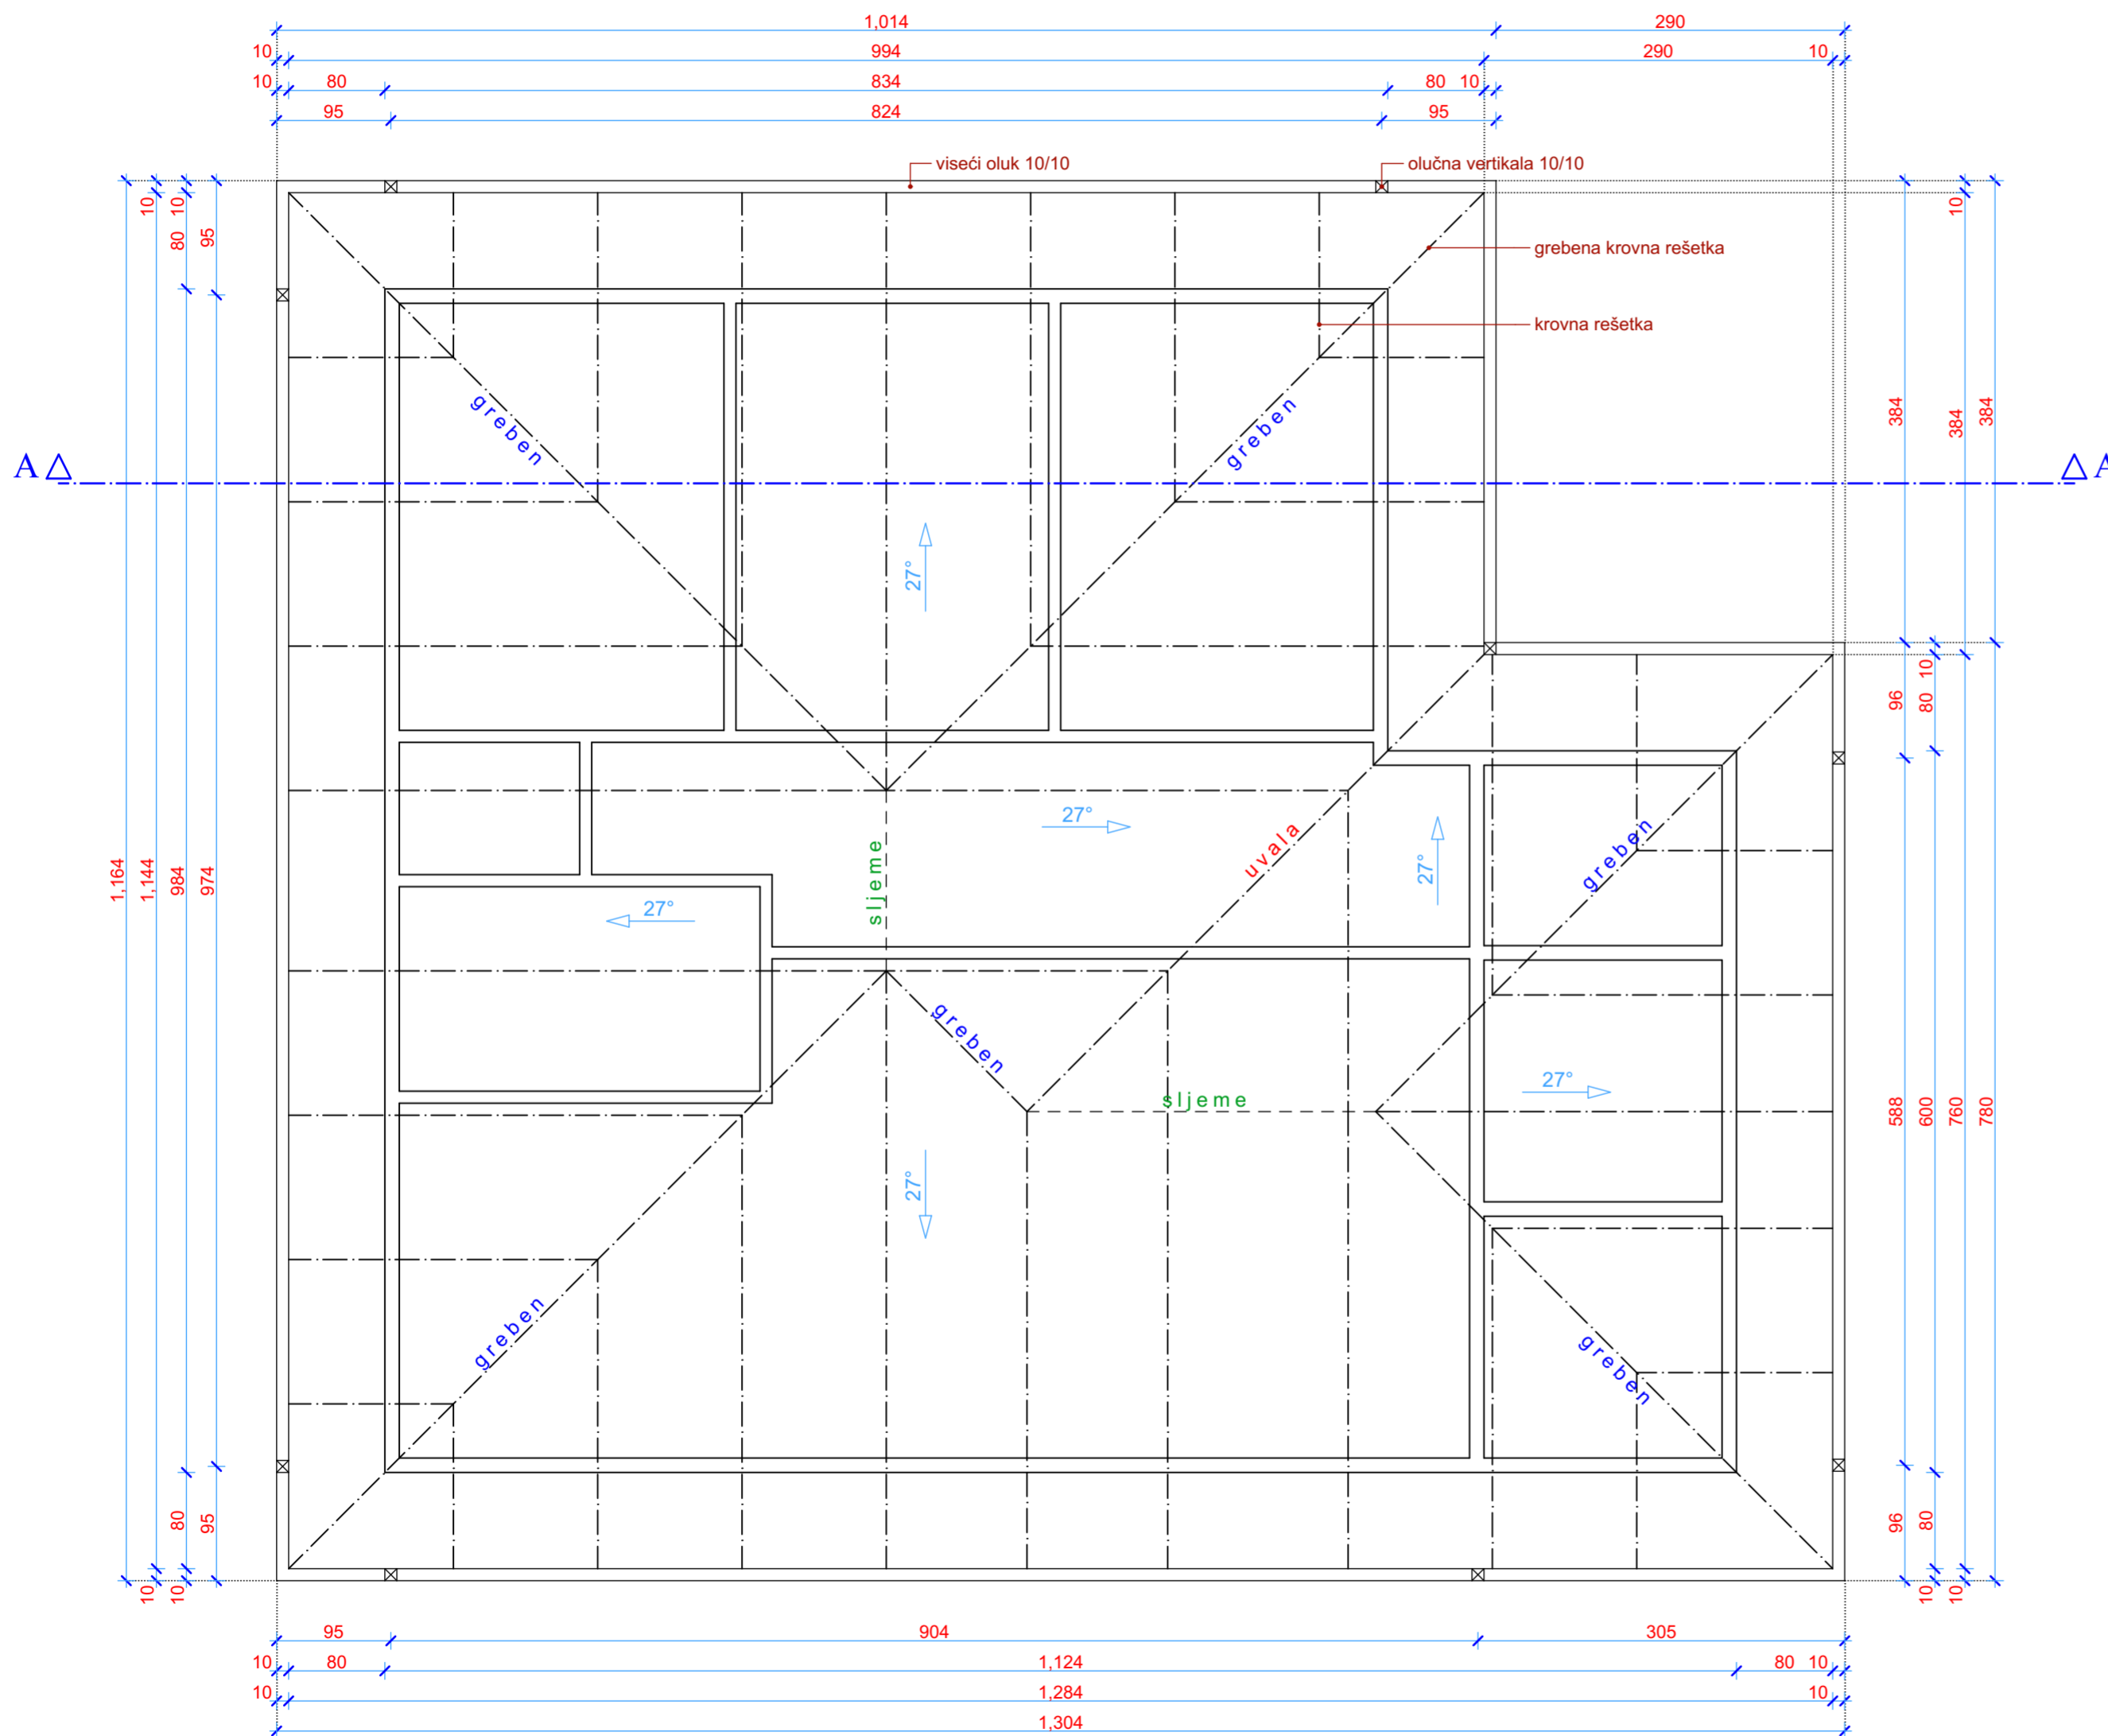 1,014 290
10 994 290 10
10 80 834 80 10
95 824 95
viseći oluk 10/10
olučna vertikala 10/10
grebena krovna rešetka
krovna rešetka
10 10 80 95
10
384 384 384
greben
greben
A A
27°
96 10 80
27°
27°
uvala
greben
sljeme
27°
27°
1,164 1,144 984 974
greben
sljeme
27°
27°
588 600 760 780
greben
greben
80 95
96 80
10 10
10 10
95 904 305
10 80 1,124 80 10
10 1,284 10
1,304